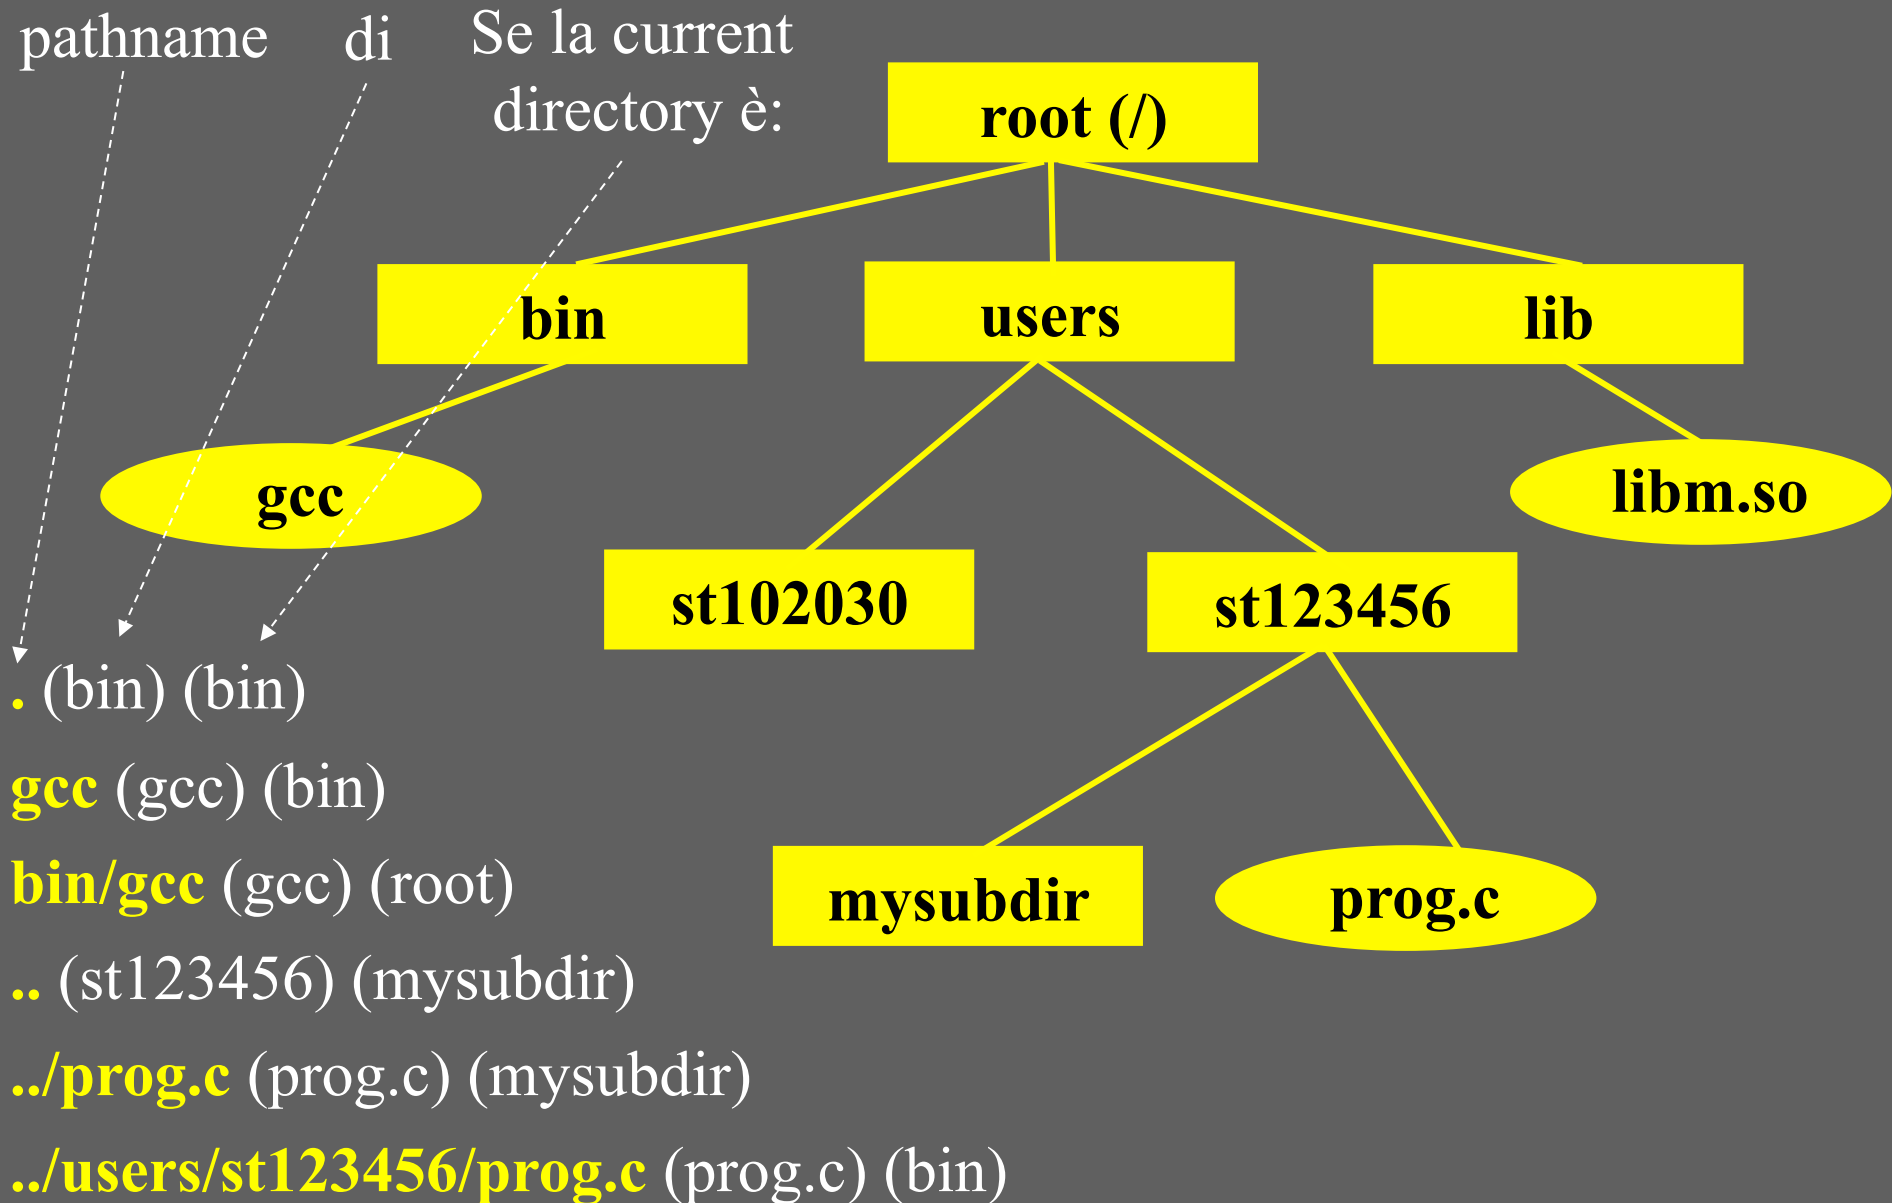 pathname di Se la current
directory è:
root (/)
bin users lib
gcc libm.so
st102030 st123456
. (bin) (bin)
gcc (gcc) (bin)
bin/gcc (gcc) (root)
mysubdir prog.c
.. (st123456) (mysubdir)
../prog.c (prog.c) (mysubdir)
../users/st123456/prog.c (prog.c) (bin)